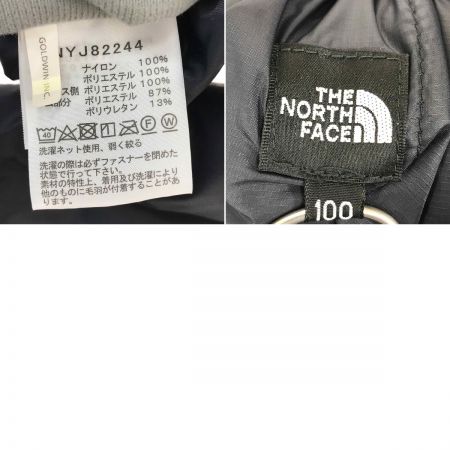 NYJ82244
ナイロン 100%
ポリエステル 100%
ポリエステル 100%
ス側 ポリエステル 87%
部分 ポリウレタン 13%
40
洗濯ネット使用、弱く絞る
洗濯の際は必ずファスナーを閉めた
状態で行って下さい。
素材の特性上、着用及び洗濯により
他のものに毛羽が付着することがあ
GOLDWIN INC.
THE
NORTH
FACE
100